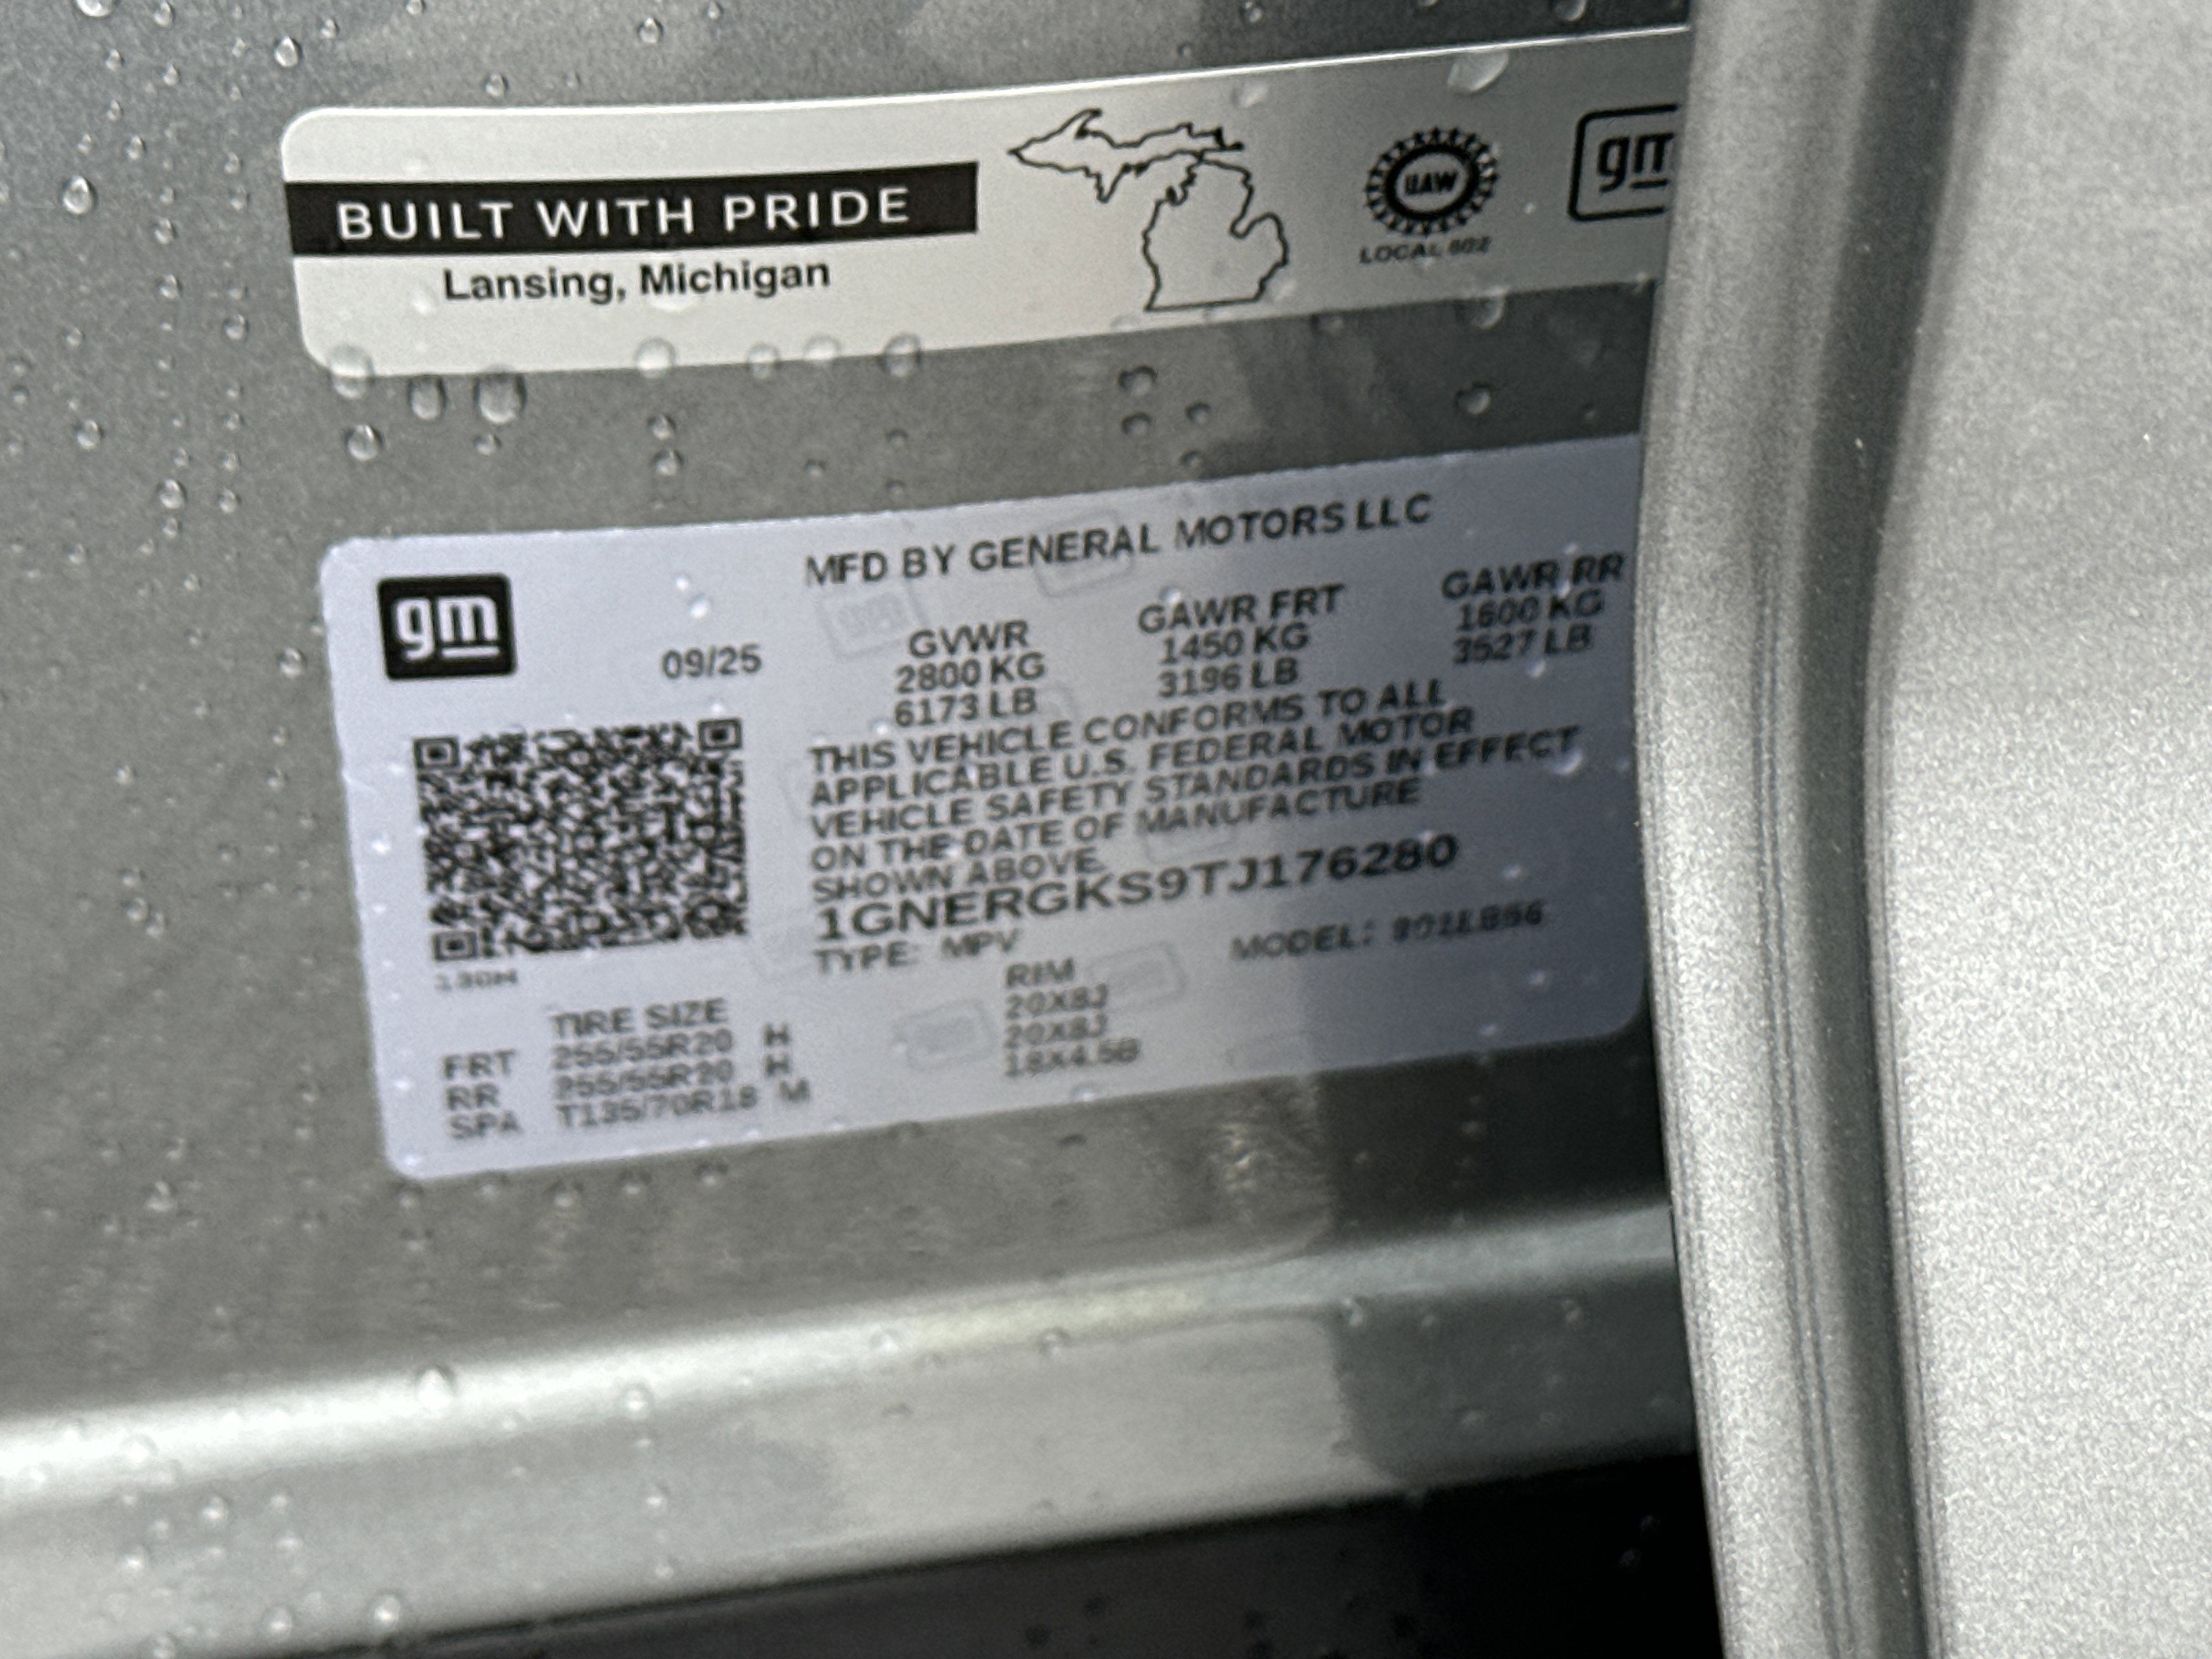 BUILT WITH PRIDE
Lansing, Michigan
UAW
LOCAL 602
gm
MFD BY GENERAL MOTORS LLC
gm
09/25
GVWR
2800 KG
6173 LB
GAWR FRT
1450 KG
3196 LB
GAWR RR
1600 KG
3527 LB
THIS VEHICLE CONFORMS TO ALL
APPLICABLE U.S. FEDERAL MOTOR
VEHICLE SAFETY STANDARDS IN EFFECT
ON THE DATE OF MANUFACTURE
SHOWN ABOVE
1GNERGKS9TJ176280
TYPE: MPV
MODEL:
TIRE SIZE
RIM
FRT 255/55R20 H 20X8J
RR 255/55R20 H 20X8J
SPA T135/70R18 M 18X4.5B